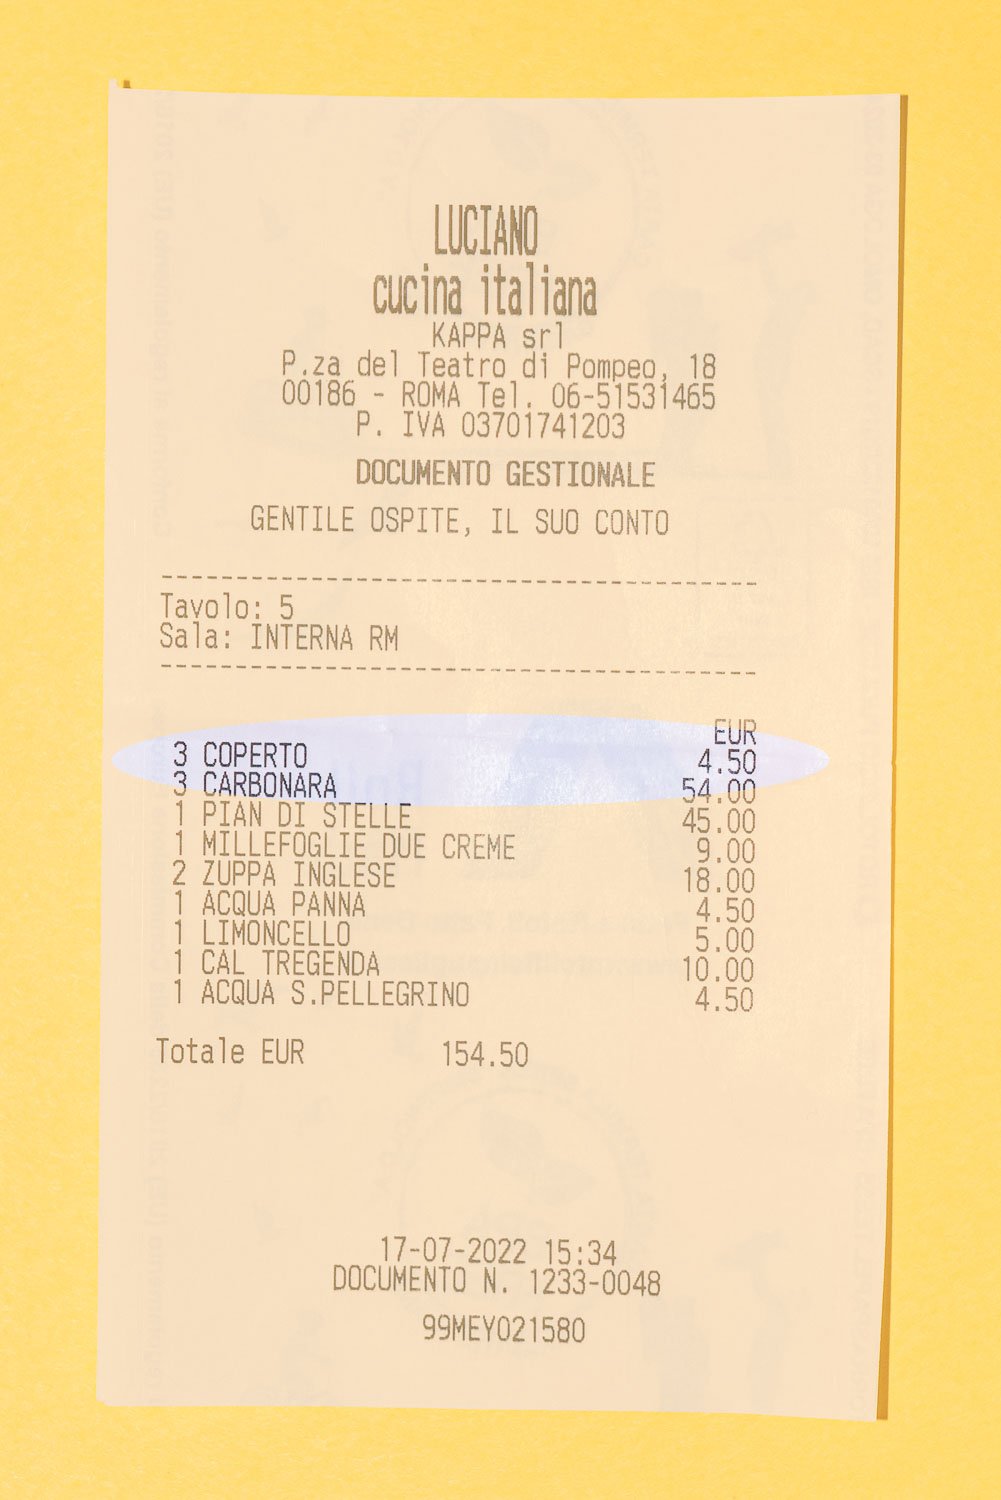 LUCIANO
cucina italiana
KAPPA srl
P.za del Teatro di Pompeo, 18
00186 - ROMA Tel. 06-51531465
P. IVA 03701741203
DOCUMENTO GESTIONALE
GENTILE OSPITE, IL SUO CONTO
----------------------------------------
Tavolo: 5
Sala: INTERNA RM
----------------------------------------
EUR
3 COPERTO 4.50
3 CARBONARA 54.00
1 PIAN DI STELLE 45.00
1 MILLEFOGLIE DUE CREME 9.00
2 ZUPPA INGLESE 18.00
1 ACQUA PANNA 4.50
1 LIMONCELLO 5.00
1 CAL TREGENDA 10.00
1 ACQUA S.PELLEGRINO 4.50
Totale EUR 154.50
17-07-2022 15:34
DOCUMENTO N. 1233-0048
99MEY021580